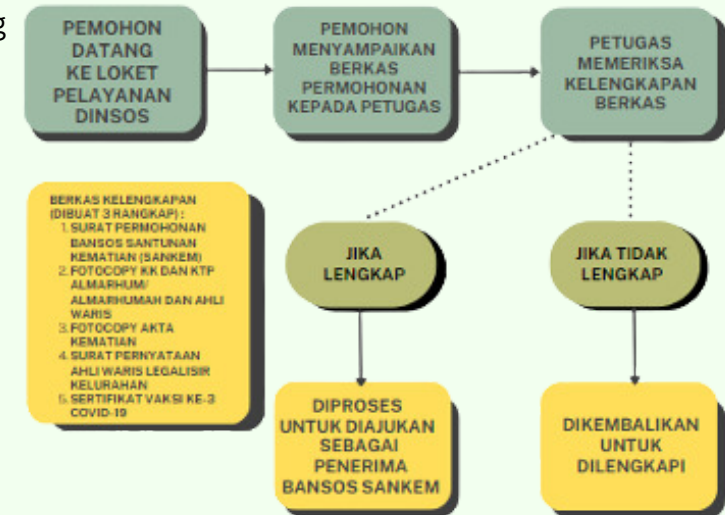 g
PEMOHON
DATANG
KE LOKET
PELAYANAN
DINSOS
PEMOHON
MENYAMPAIKAN
BERKAS
PERMOHONAN
KEPADA PETUGAS
PETUGAS
MEMERIKSA
KELENGKAPAN
BERKAS
BERKAS KELENGKAPAN
(DIBUAT 3 RANGKAP) :
1. SURAT PERMOHONAN
BANSOS SANTUNAN
KEMATIAN (SANKEM)
2. FOTOCOPY KK DAN KTP
ALMARHUM/
ALMARHUMAH DAN AHLI
WARIS
3. FOTOCOPY AKTA
KEMATIAN
4. SURAT PERNYATAAN
AHLI WARIS LEGALISIR
KELURAHAN
5. SERTIFIKAT VAKSI KE-3
COVID-19
JIKA
LENGKAP
JIKA TIDAK
LENGKAP
DIPROSES
UNTUK DIAJUKAN
SEBAGAI
PENERIMA
BANSOS SANKEM
DIKEMBALIKAN
UNTUK
DILENGKAPI